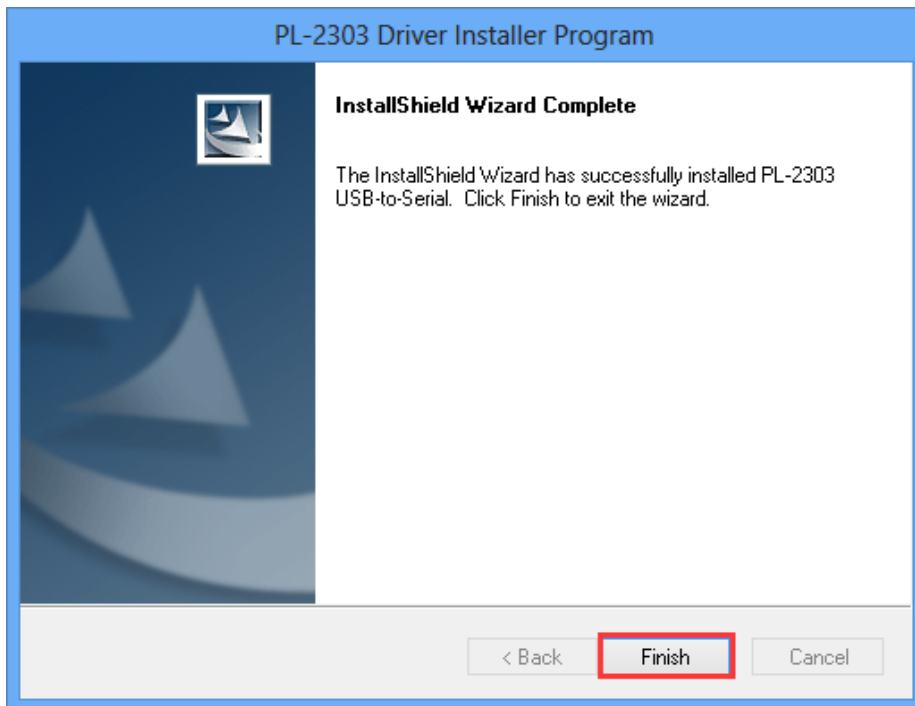 PL-2303 Driver Installer Program
InstallShield Wizard Complete
The InstallShield Wizard has successfully installed PL-2303
USB-to-Serial. Click Finish to exit the wizard.
< Back
Finish
Cancel